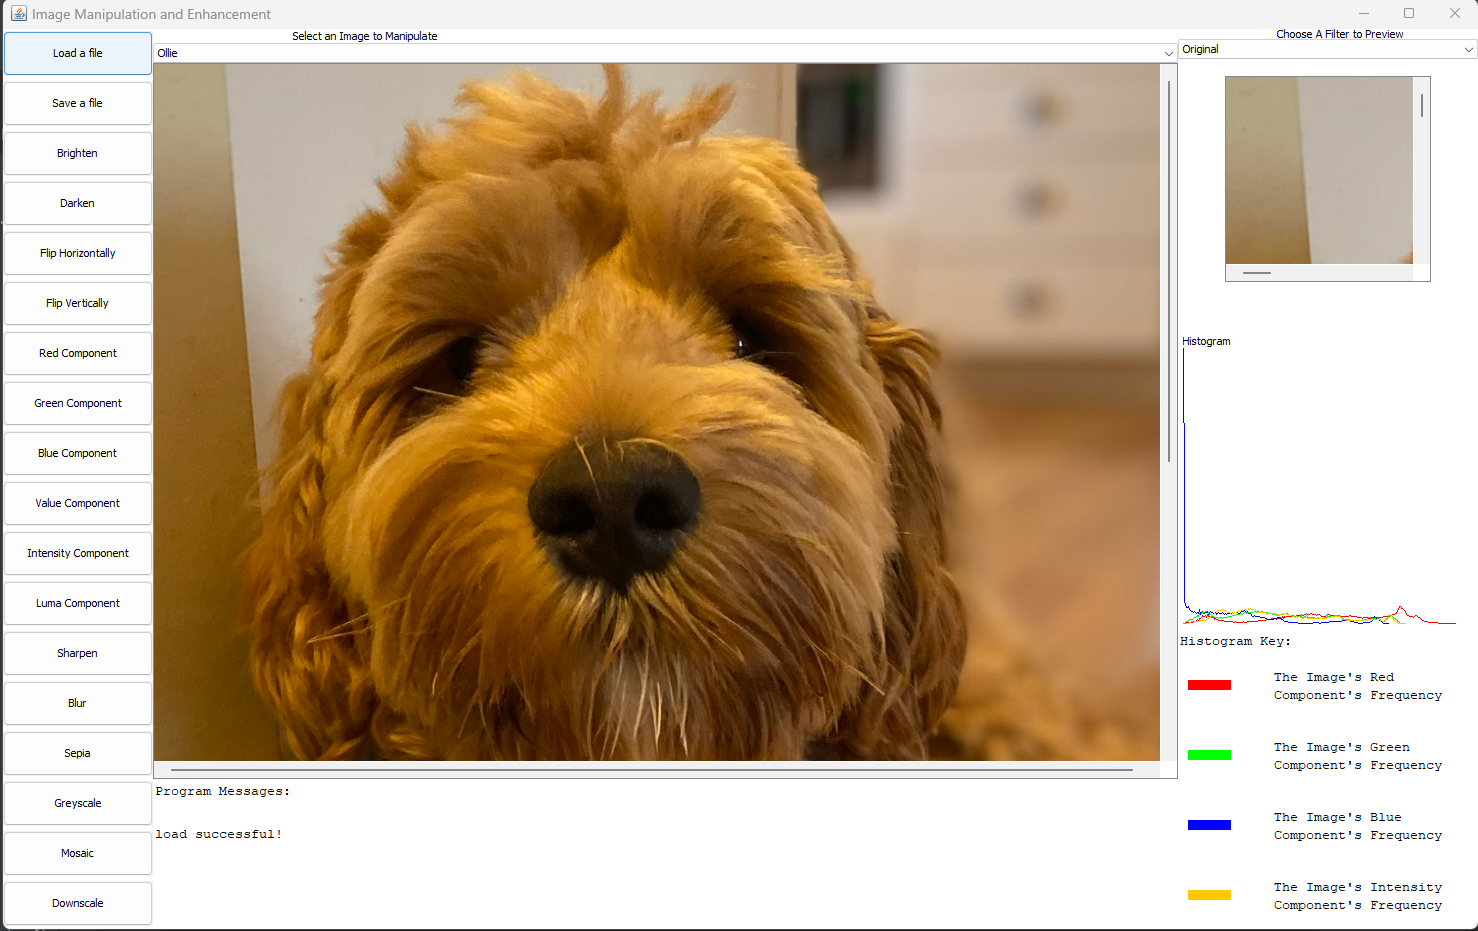 Image Manipulation and Enhancement
Load a file
Save a file
Brighten
Darken
Flip Horizontally
Flip Vertically
Red Component
Green Component
Blue Component
Value Component
Intensity Component
Luma Component
Sharpen
Blur
Sepia
Greyscale
Mosaic
Downscale
Select an Image to Manipulate
Ollie
Program Messages:
load successful!
Choose A Filter to Preview
Original
Histogram
Histogram Key:
The Image's Red
Component's Frequency
The Image's Green
Component's Frequency
The Image's Blue
Component's Frequency
The Image's Intensity
Component's Frequency